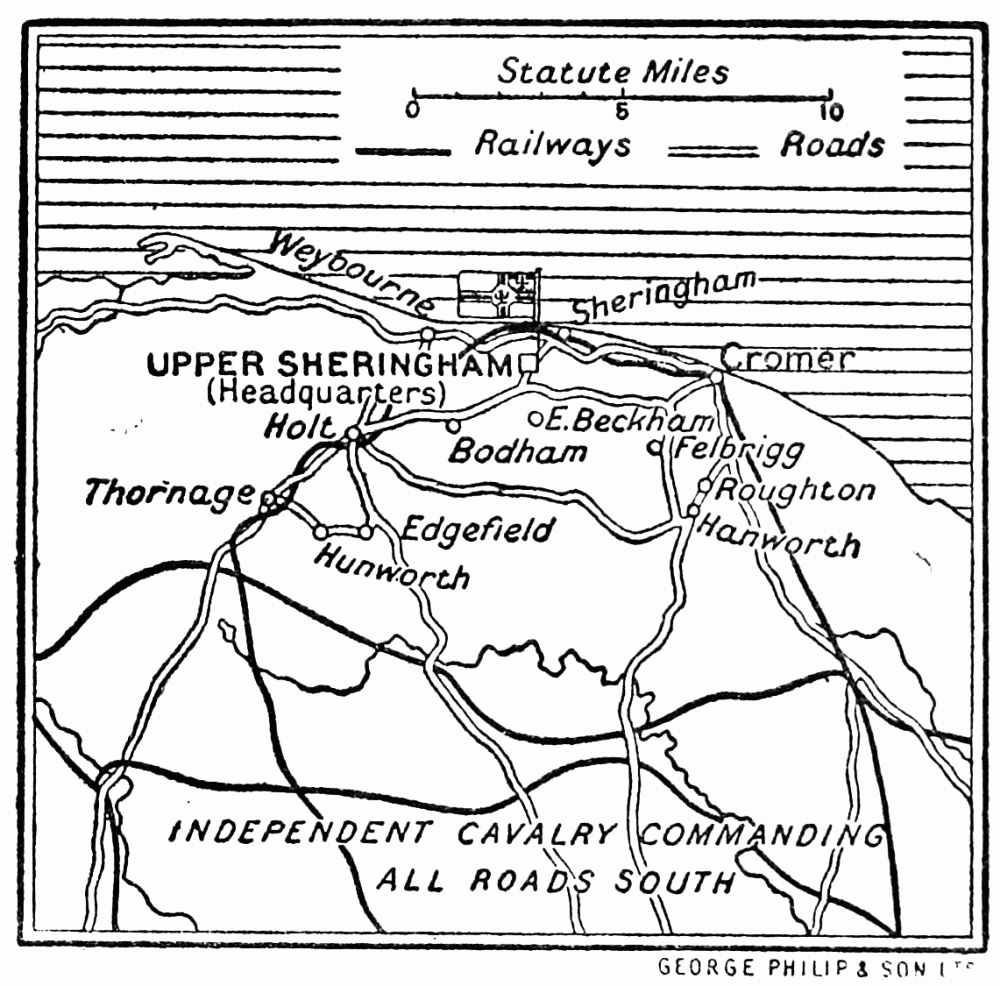 Statute Miles
0 5 10
Railways Roads
Weybourne
Sheringham
UPPER SHERINGHAM
(Headquarters)
Cromer
Holt
E.Beckham
Bodham
Felbrigg
Thornage
Roughton
Edgefield
Hanworth
Hunworth
INDEPENDENT CAVALRY COMMANDING
ALL ROADS SOUTH
GEORGE PHILIP & SON LTD